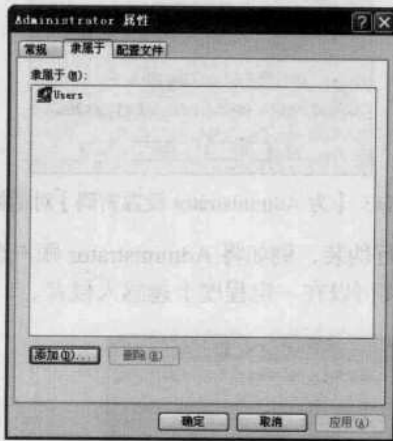 Administrator 属性
常规 隶属于 配置文件
隶属于(M):
Users
添加(D)... 删除(R)
确定 取消 应用(A)